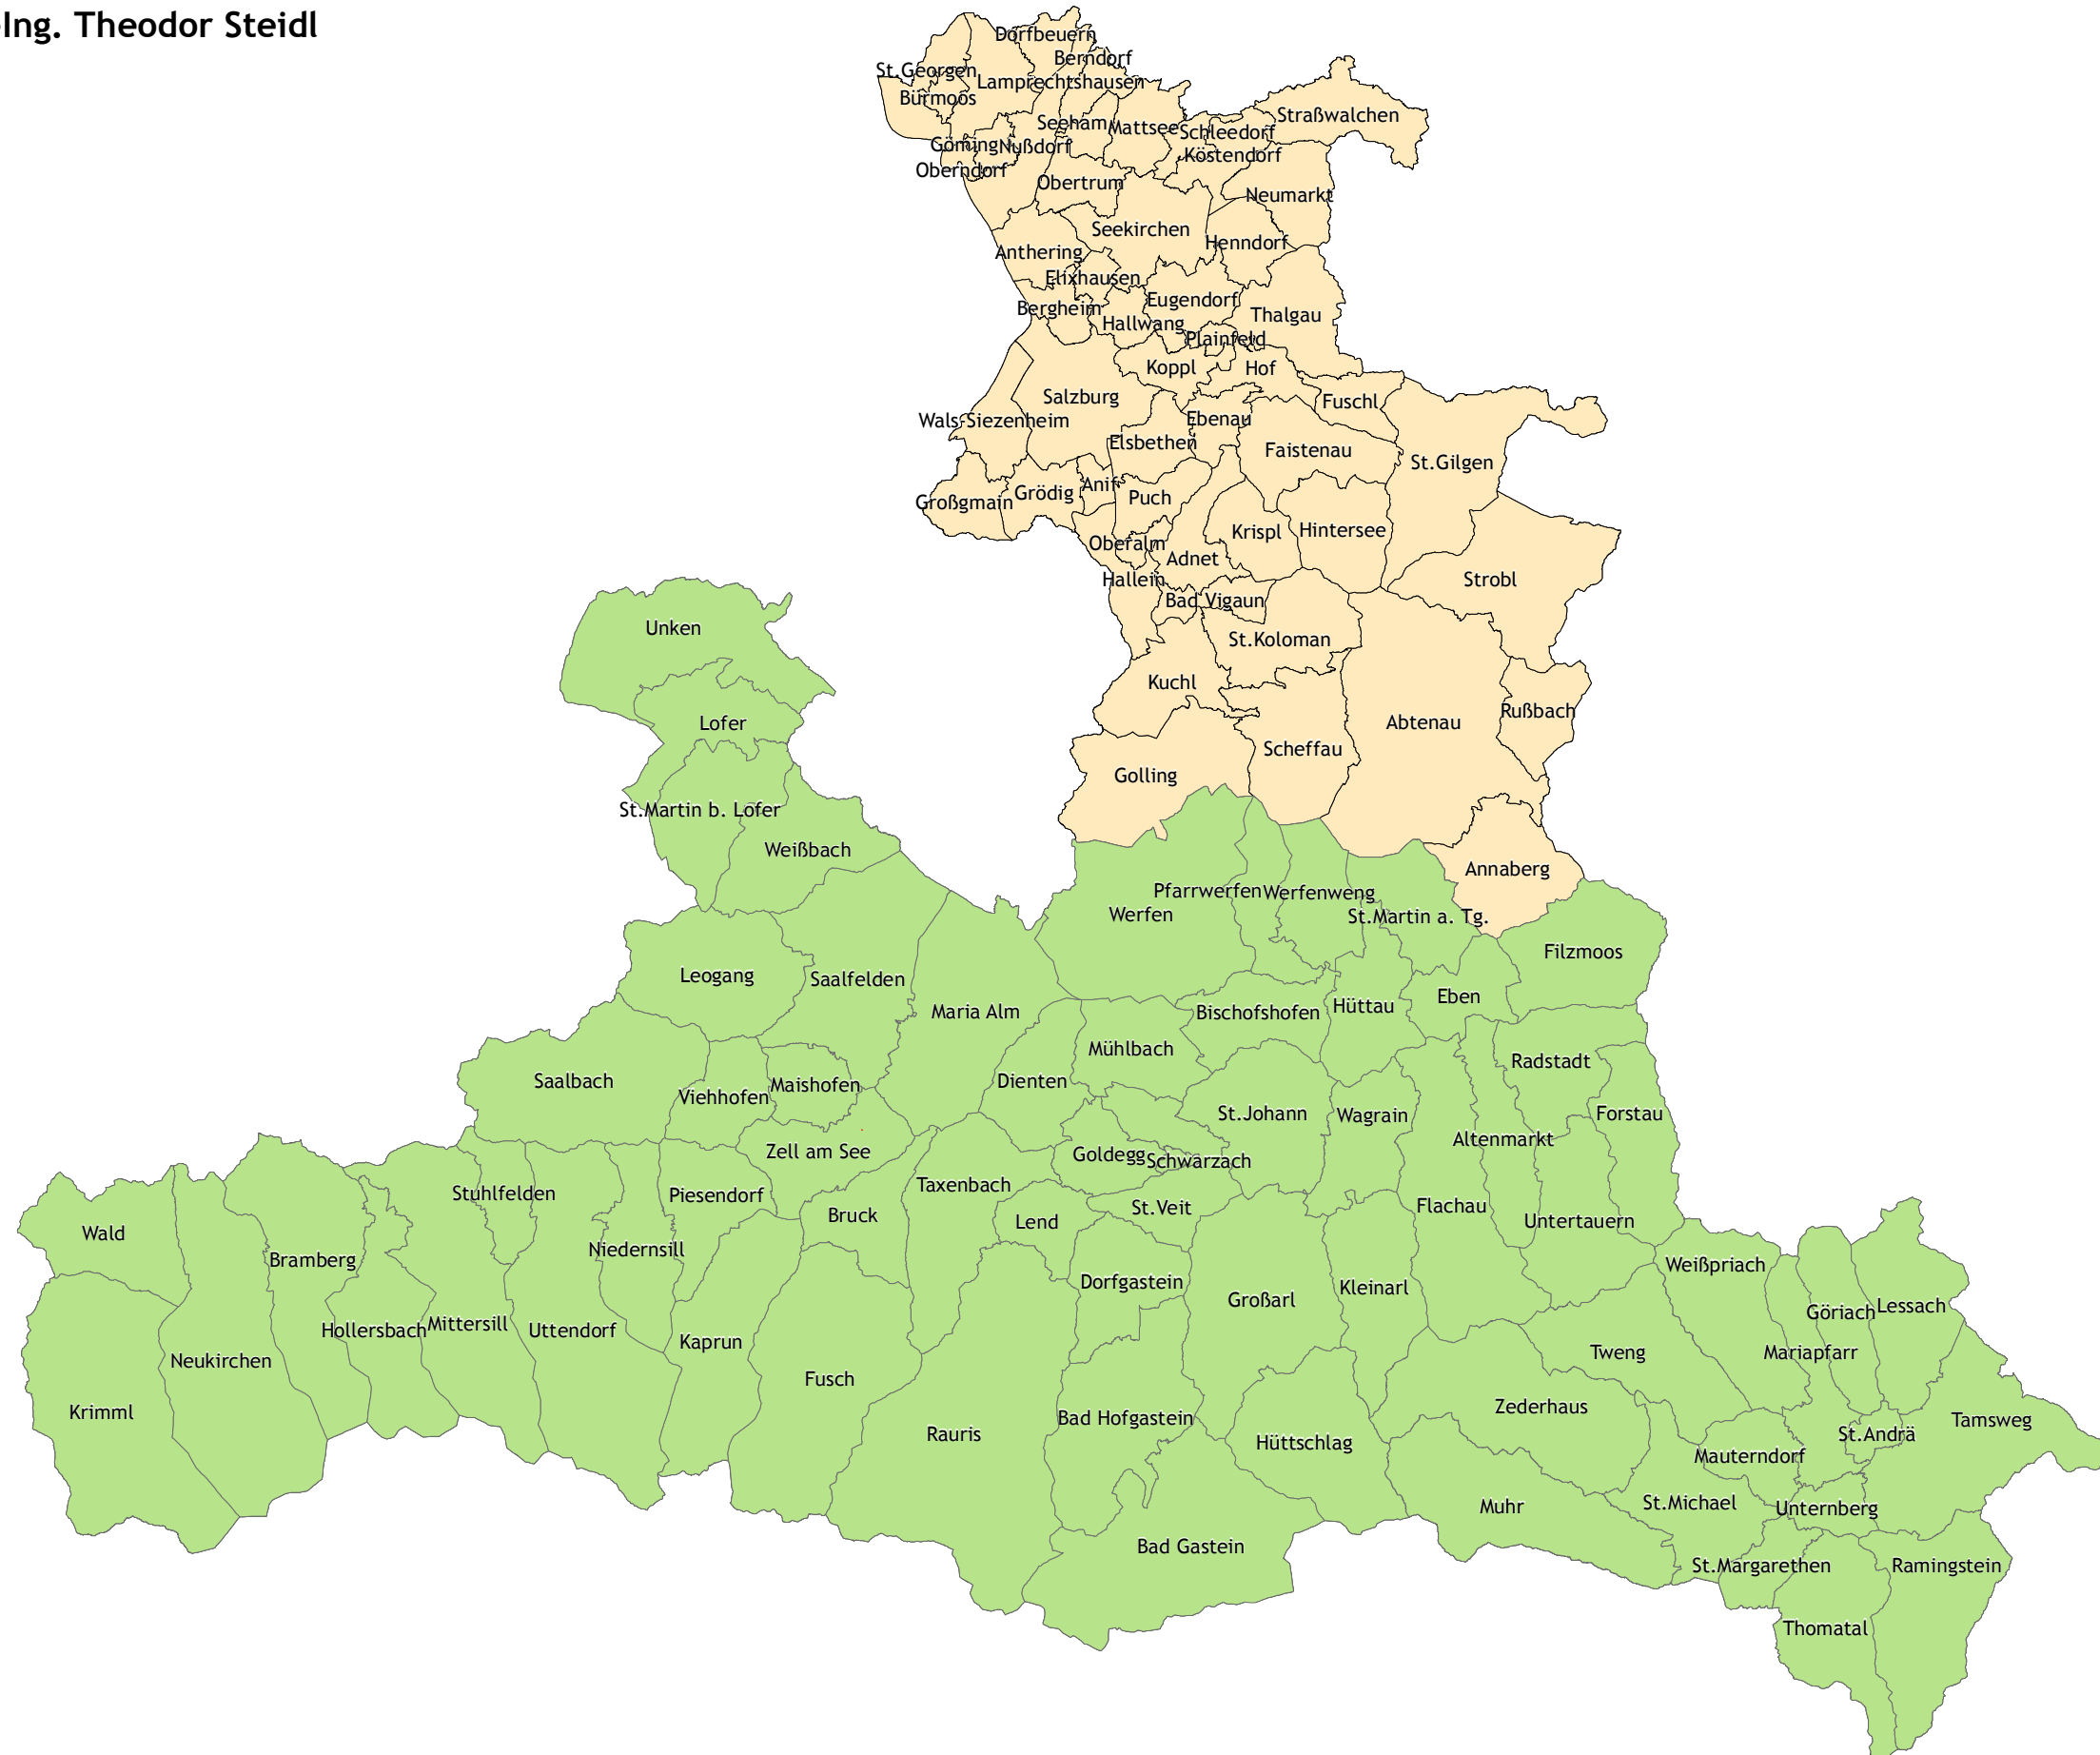 Ing. Theodor Steidl
Dorfbeuern
Berndorf
St.Georgen
Lamprechtshausen
Bürmoos
Straßwalchen
Seeham
Mattsee
Schleedorf
Göming
Nußdorf
Köstendorf
Oberndorf
Obertrum
Neumarkt
Seekirchen
Henndorf
Anthering
Elixhausen
Eugendorf
Bergheim
Thalgau
Hallwang
Plainfeld
Koppl
Hof
Salzburg
Fuschl
Wals-Siezenheim
Ebenau
Elsbethen
Faistenau
St.Gilgen
Anif
Grödig
Puch
Großgmain
Krispl
Hintersee
Oberalm
Adnet
Hallein
Strobl
Bad Vigaun
Unken
St.Koloman
Kuchl
Rußbach
Lofer
Abtenau
Scheffau
Golling
St.Martin b. Lofer
Weißbach
Annaberg
Pfarrwerfen
Werfenweng
Werfen
St.Martin a. Tg.
Filzmoos
Leogang
Saalfelden
Eben
Hüttau
Maria Alm
Bischofshofen
Mühlbach
Radstadt
Saalbach
Dienten
Maishofen
Viehhofen
St.Johann
Wagrain
Forstau
Altenmarkt
Zell am See
Goldegg
Schwarzach
Taxenbach
Stuhlfelden
Piesendorf
St.Veit
Flachau
Bruck
Lend
Untertauern
Wald
Niedernsill
Bramberg
Weißpriach
Dorfgastein
Kleinarl
Großarl
Lessach
Göriach
Mittersill
Hollersbach
Uttendorf
Kaprun
Tweng
Mariapfarr
Neukirchen
Fusch
Zederhaus
Krimml
Bad Hofgastein
Tamsweg
Rauris
St.Andrä
Hüttschlag
Mauterndorf
St.Michael
Muhr
Unternberg
Bad Gastein
St.Margarethen
Ramingstein
Thomatal